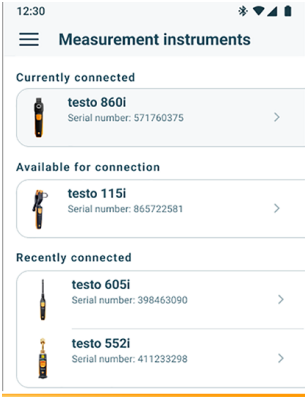 12:30
Measurement instruments
Currently connected
testo 860i
Serial number: 571760375
Available for connection
testo 115i
Serial number: 865722581
Recently connected
testo 605i
Serial number: 398463090
testo 552i
Serial number: 411233298